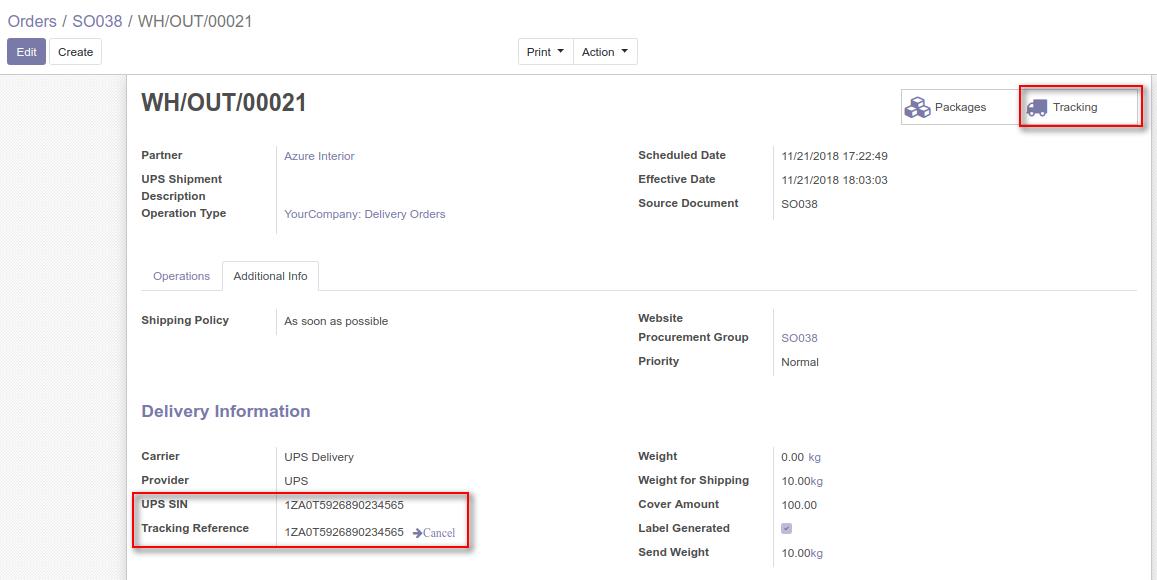 Orders / SO038 / WH/OUT/00021
Edit Create Print Action
WH/OUT/00021
Packages Tracking
Partner Azure Interior Scheduled Date 11/21/2018 17:22:49
UPS Shipment Description Effective Date 11/21/2018 18:03:03
Operation Type YourCompany: Delivery Orders Source Document SO038
Operations Additional Info
Shipping Policy As soon as possible Website
Procurement Group SO038
Priority Normal
Delivery Information
Carrier UPS Delivery Weight 0.00 kg
Provider UPS Weight for Shipping 10.00kg
UPS SIN 1ZA0T5926890234565 Cover Amount 100.00
Tracking Reference 1ZA0T5926890234565 Cancel Label Generated
Send Weight 10.00kg